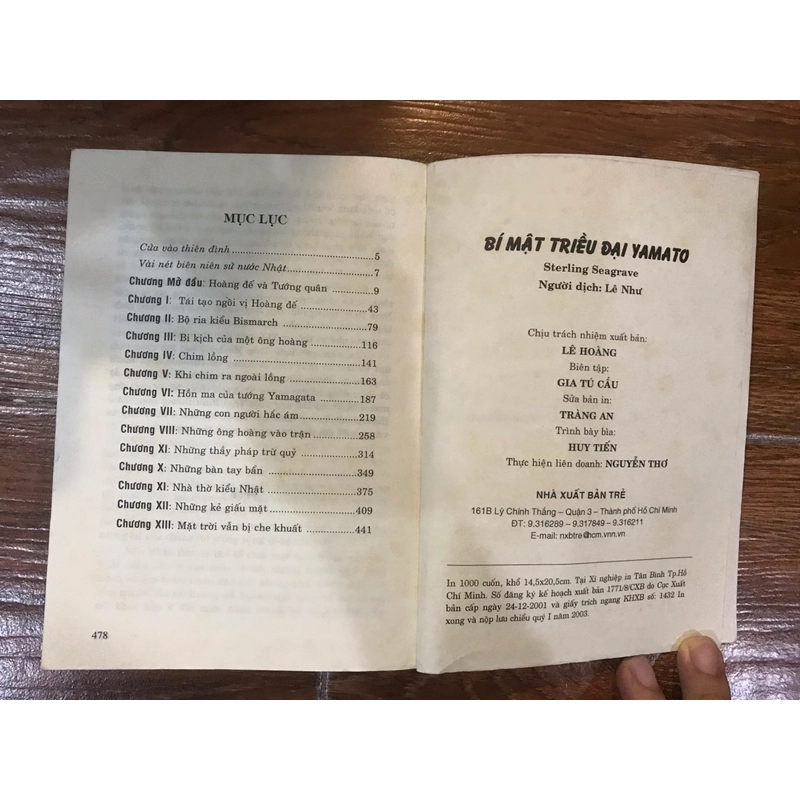 MỤC LỤC
Cửa vào thiên đình 5
Vài nét biên niên sử nước Nhật 7
Chương Mở đầu: Hoàng đế và Tướng quân 9
Chương I: Tái tạo ngôi vị Hoàng đế 43
Chương II: Bộ ria kiểu Bismarch 79
Chương III: Bi kịch của một ông hoàng 116
Chương IV: Chim lồng 141
Chương V: Khi chim ra ngoài lồng 163
Chương VI: Hồn ma của tướng Yamagata 187
Chương VII: Những con người hắc ám 219
Chương VIII: Những ông hoàng vào trận 258
Chương XI: Những thầy pháp trừ quỷ 314
Chương X: Những bàn tay bẩn 349
Chương XI: Nhà thờ kiểu Nhật 375
Chương XII: Những kẻ giấu mặt 409
Chương XIII: Mặt trời vẫn bị che khuất 441
478
BÍ MẬT TRIỀU ĐẠI YAMATO
Sterling Seagrave
Người dịch: Lê Như
Chịu trách nhiệm xuất bản:
LÊ HOÀNG
Biên tập:
GIA TÚ CẦU
Sửa bản in:
TRÀNG AN
Trình bày bìa:
HUY TIẾN
Thực hiện liên doanh: NGUYỄN THƠ
NHÀ XUẤT BẢN TRẺ
161B Lý Chính Thắng – Quận 3 – Thành phố Hồ Chí Minh
ĐT: 9.316289 – 9.317849 – 9.316211
E-mail: nxbtre@hcm.vnn.vn
In 1000 cuốn, khổ 14,5x20,5cm. Tại Xí nghiệp in Tân Bình Tp.Hồ
Chí Minh. Số đăng ký kế hoạch xuất bản 1771/8/CXB do Cục Xuất
bản cấp ngày 24-12-2001 và giấy trích ngang KHXB số: 1432 In
xong và nộp lưu chiểu quý I năm 2003.